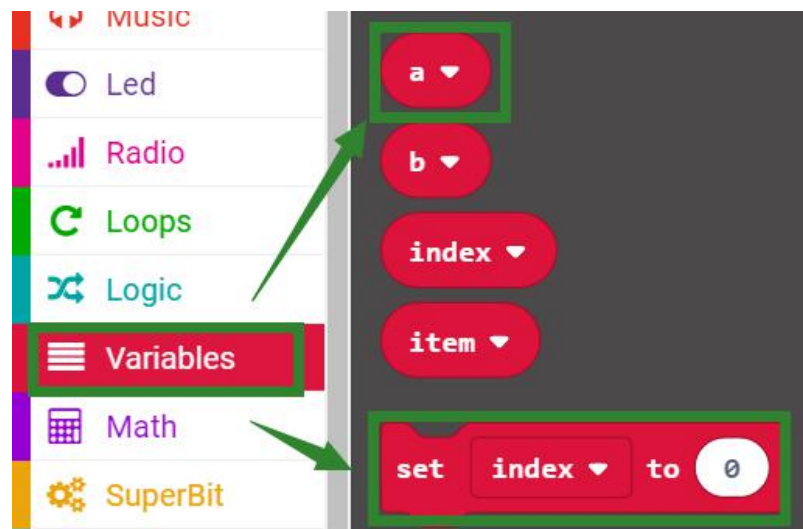 Music
Led
Radio
Loops
Logic
Variables
Math
SuperBit
a
b
index
item
set index to 0